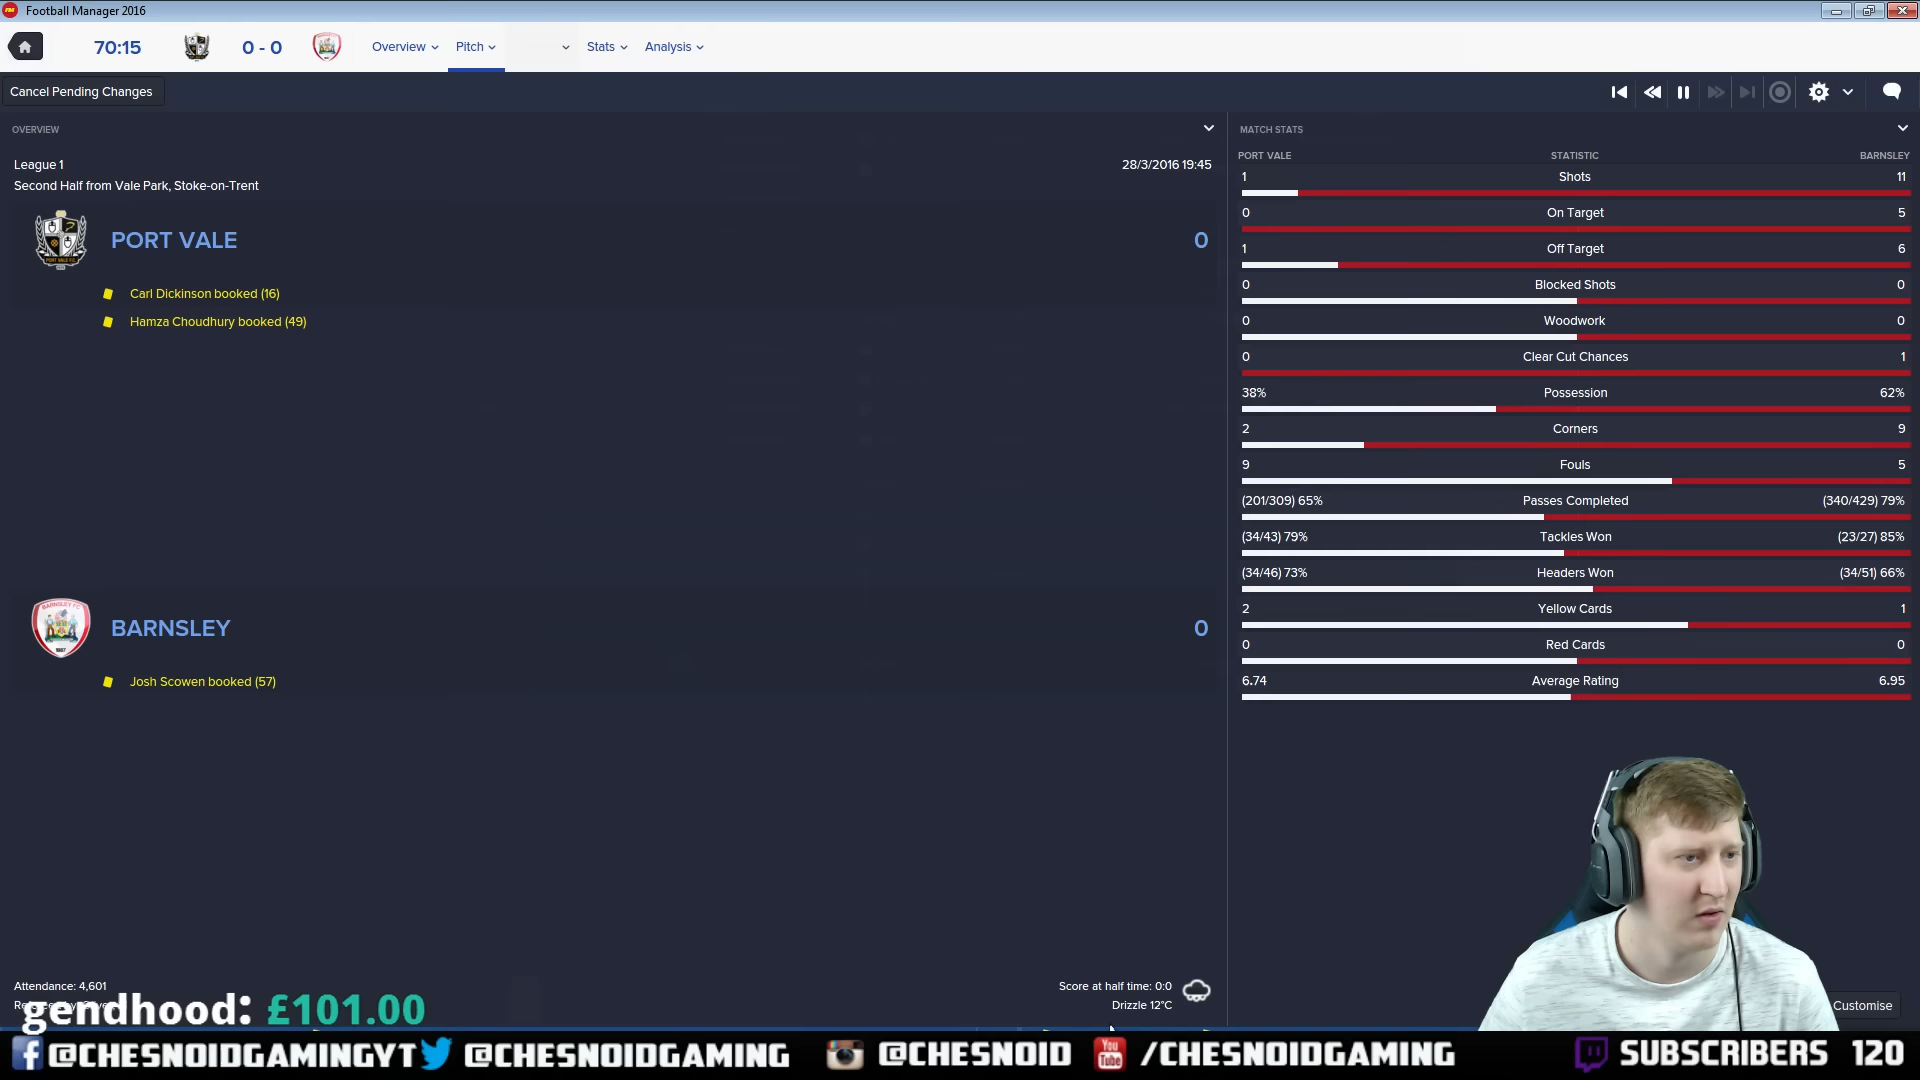 Football Manager 2016
70:15
0 - 0
Overview
Pitch
Stats
Analysis
Cancel Pending Changes
OVERVIEW
League 1
28/3/2016 19:45
Second Half from Vale Park, Stoke-on-Trent
PORT VALE
0
Carl Dickinson booked (16)
Hamza Choudhury booked (49)
BARNSLEY
0
Josh Scowen booked (57)
Attendance: 4,601
Score at half time: 0:0
Drizzle 12°C
MATCH STATS
PORT VALE STATISTIC BARNSLEY
1 Shots 11
0 On Target 5
1 Off Target 6
0 Blocked Shots 0
0 Woodwork 0
0 Clear Cut Chances 1
38% Possession 62%
2 Corners 9
9 Fouls 5
(201/309) 65% Passes Completed (340/429) 79%
(34/43) 79% Tackles Won (23/27) 85%
(34/46) 73% Headers Won (34/51) 66%
2 Yellow Cards 1
0 Red Cards 0
6.74 Average Rating 6.95
Customise
gendhood: £101.00
@CHESNOIDGAMINGYT @CHESNOIDGAMING @CHESNOID You Tube /CHESNOIDGAMING SUBSCRIBERS 120